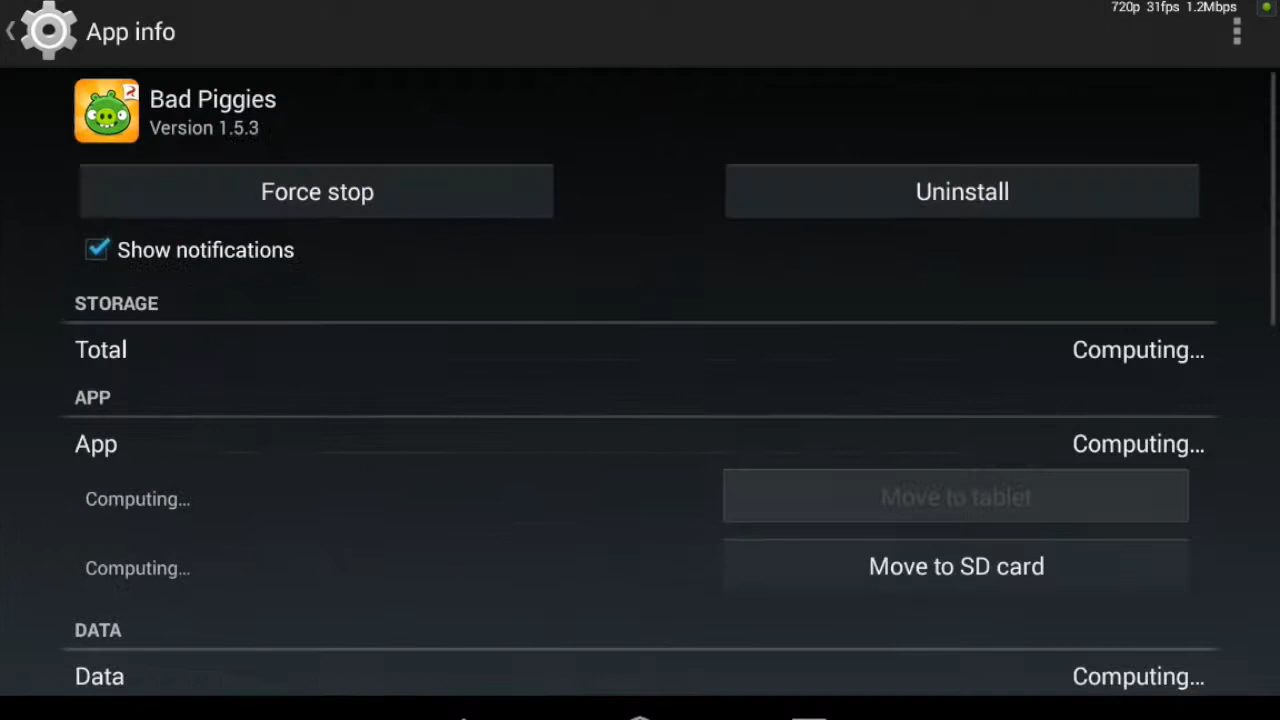 720p 31fps 1.2Mbps
App info
Bad Piggies
Version 1.5.3
Force stop
Uninstall
Show notifications
STORAGE
Total
Computing...
APP
App
Computing...
Computing...
Move to tablet
Computing...
Move to SD card
DATA
Data
Computing...